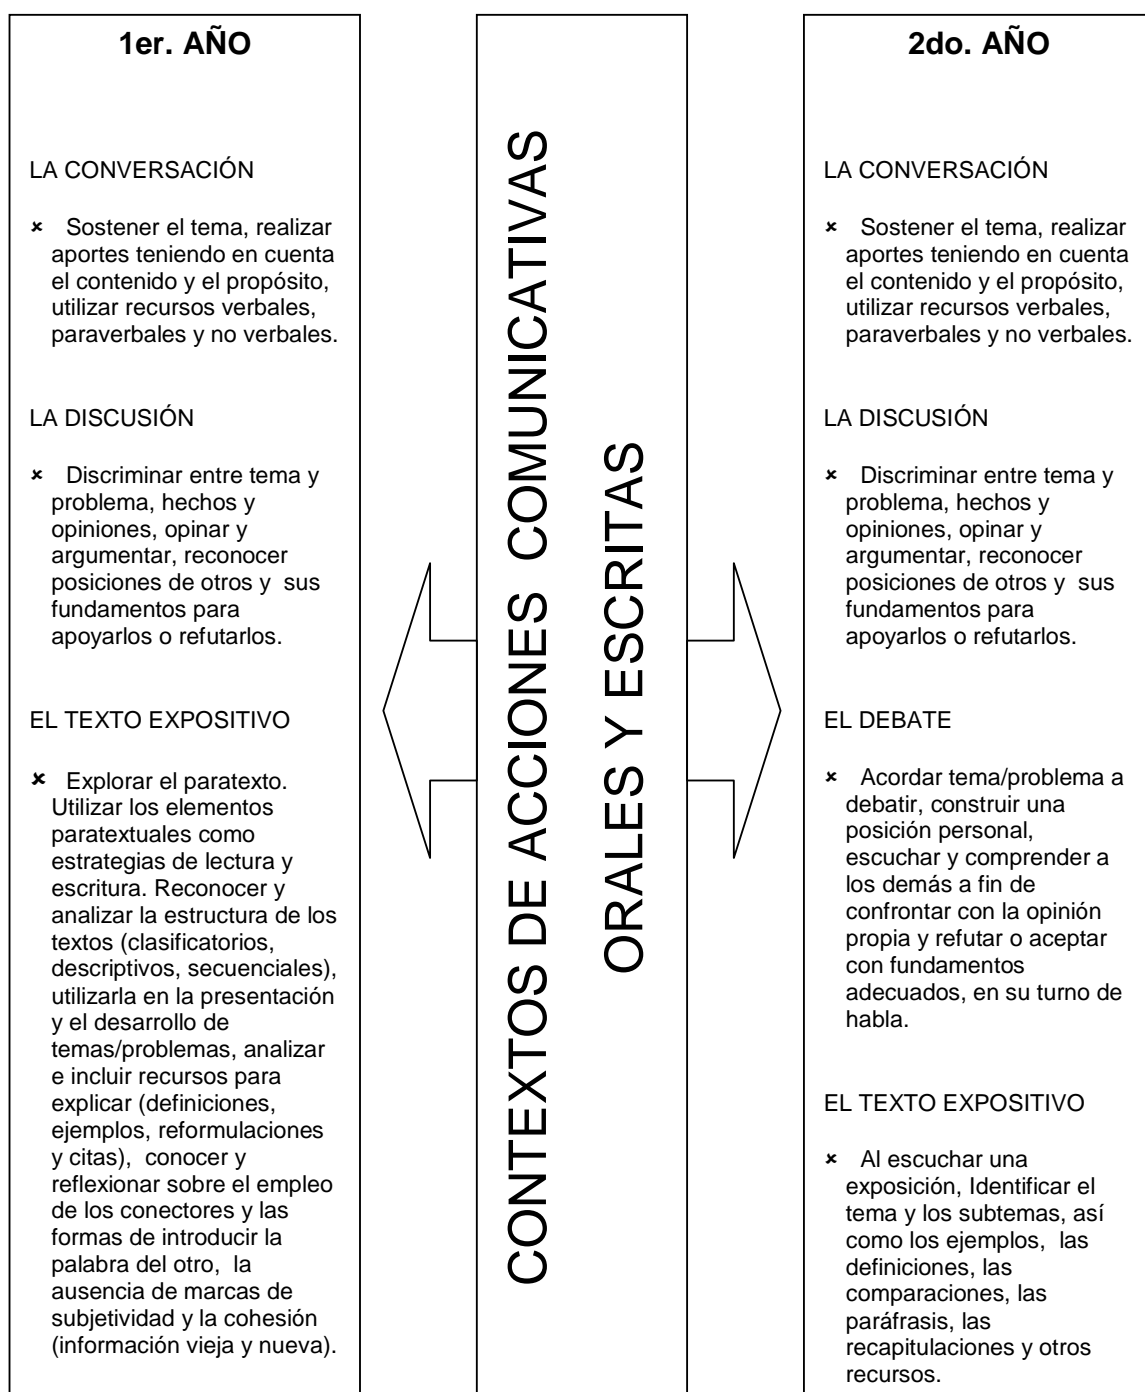 1er. AÑO
LA CONVERSACIÓN
× Sostener el tema, realizar
aportes teniendo en cuenta
el contenido y el propósito,
utilizar recursos verbales,
paraverbales y no verbales.
LA DISCUSIÓN
× Discriminar entre tema y
problema, hechos y
opiniones, opinar y
argumentar, reconocer
posiciones de otros y sus
fundamentos para
apoyarlos o refutarlos.
EL TEXTO EXPOSITIVO
× Explorar el paratexto.
Utilizar los elementos
paratextuales como
estrategias de lectura y
escritura. Reconocer y
analizar la estructura de los
textos (clasificatorios,
descriptivos, secuenciales),
utilizarla en la presentación
y el desarrollo de
temas/problemas, analizar
e incluir recursos para
explicar (definiciones,
ejemplos, reformulaciones
y citas), conocer y
reflexionar sobre el empleo
de los conectores y las
formas de introducir la
palabra del otro, la
ausencia de marcas de
subjetividad y la cohesión
(información vieja y nueva).
CONTEXTOS DE ACCIONES COMUNICATIVAS
ORALES Y ESCRITAS
2do. AÑO
LA CONVERSACIÓN
× Sostener el tema, realizar
aportes teniendo en cuenta
el contenido y el propósito,
utilizar recursos verbales,
paraverbales y no verbales.
LA DISCUSIÓN
× Discriminar entre tema y
problema, hechos y
opiniones, opinar y
argumentar, reconocer
posiciones de otros y sus
fundamentos para
apoyarlos o refutarlos.
EL DEBATE
× Acordar tema/problema a
debatir, construir una
posición personal,
escuchar y comprender a
los demás a fin de
confrontar con la opinión
propia y refutar o aceptar
con fundamentos
adecuados, en su turno de
habla.
EL TEXTO EXPOSITIVO
× Al escuchar una
exposición, Identificar el
tema y los subtemas, así
como los ejemplos, las
definiciones, las
comparaciones, las
paráfrasis, las
recapitulaciones y otros
recursos.